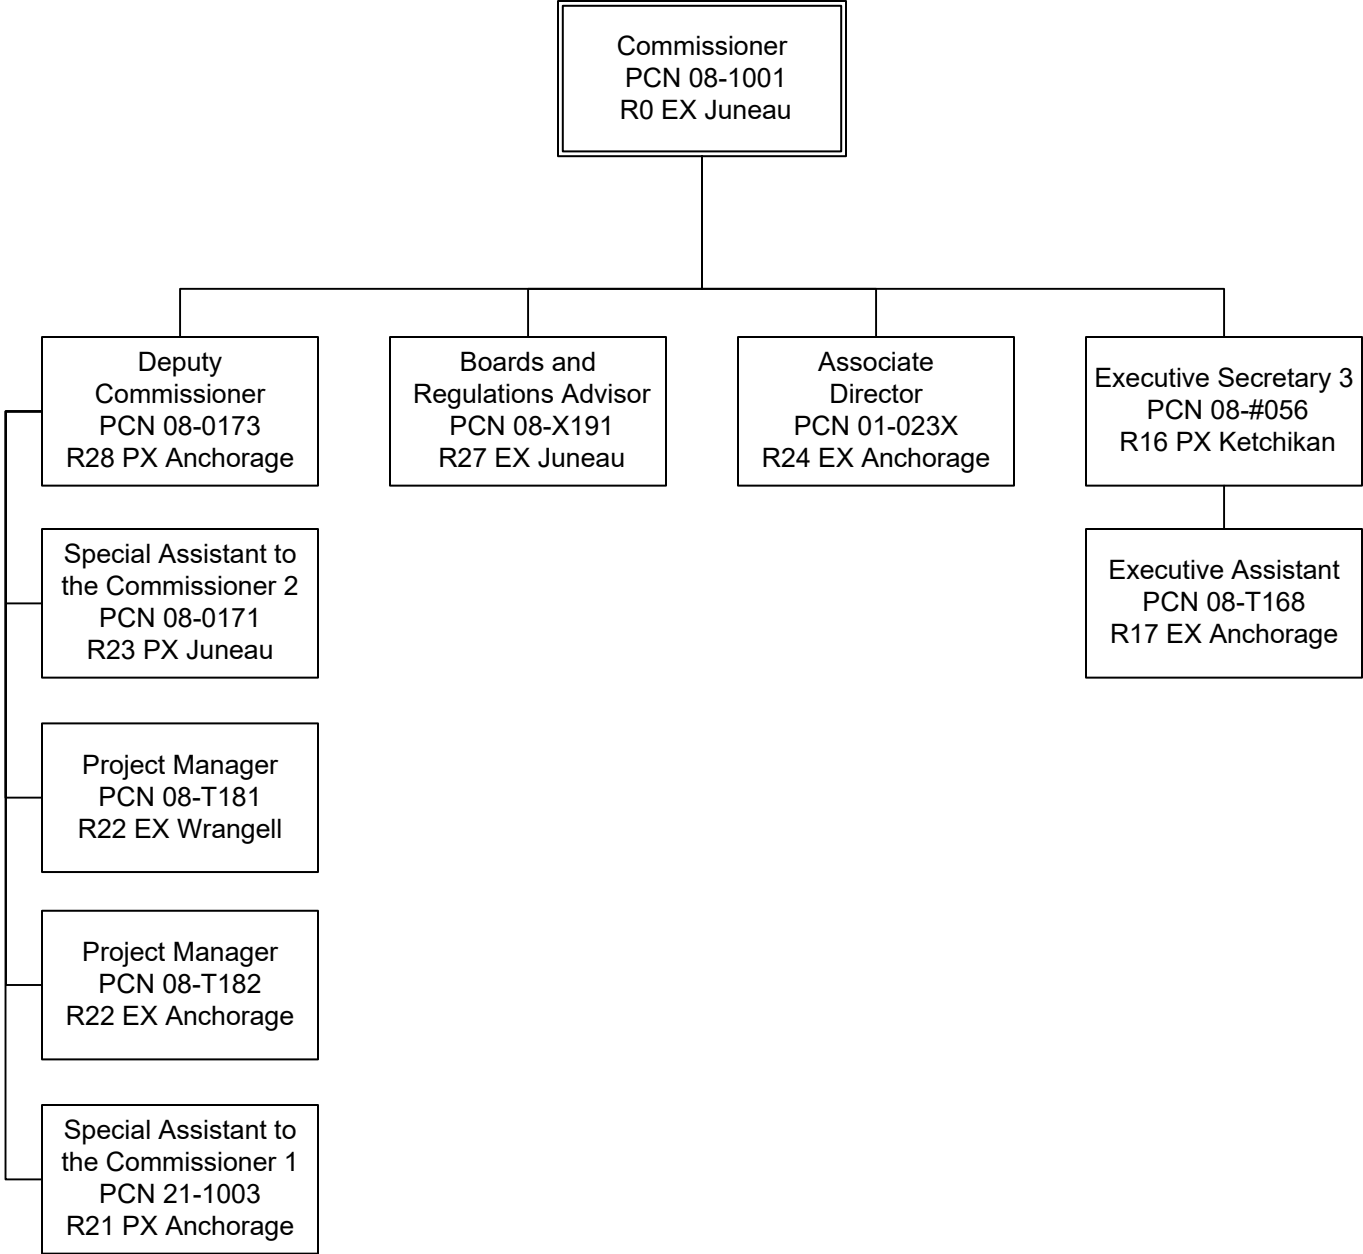 Commissioner
PCN 08-1001
R0 EX Juneau
Deputy
Commissioner
PCN 08-0173
R28 PX Anchorage
Boards and
Regulations Advisor
PCN 08-X191
R27 EX Juneau
Associate
Director
PCN 01-023X
R24 EX Anchorage
Executive Secretary 3
PCN 08-#056
R16 PX Ketchikan
Special Assistant to
the Commissioner 2
PCN 08-0171
R23 PX Juneau
Executive Assistant
PCN 08-T168
R17 EX Anchorage
Project Manager
PCN 08-T181
R22 EX Wrangell
Project Manager
PCN 08-T182
R22 EX Anchorage
Special Assistant to
the Commissioner 1
PCN 21-1003
R21 PX Anchorage